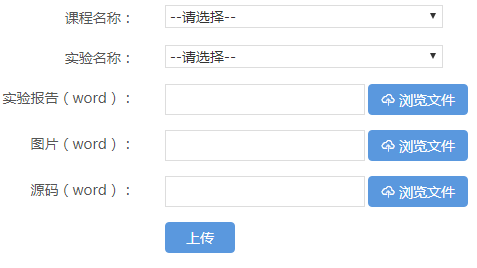 课程名称： --请选择--
实验名称： --请选择--
实验报告（word）： 浏览文件
图片（word）： 浏览文件
源码（word）： 浏览文件
上传